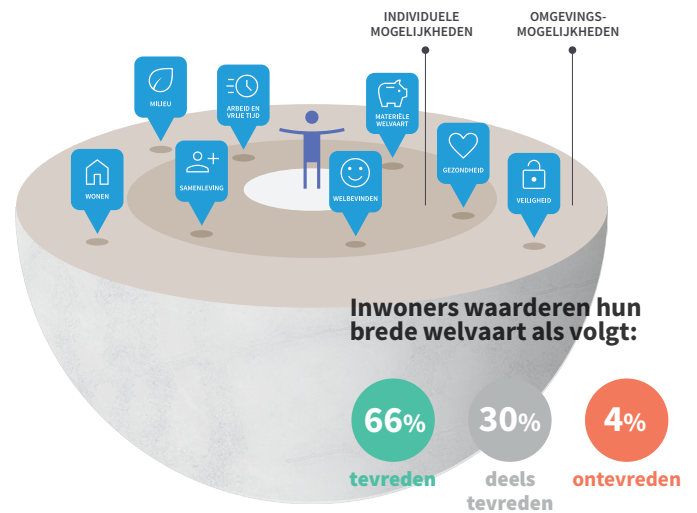 INDIVIDUELE
MOGELIJKHEDEN
OMGEVINGS-
MOGELIJKHEDEN
MILIEU
ARBEID EN
VRIJE TIJD
MATERIËLE
WELVAART
GEZONDHEID
SAMENLEVING
WONEN
WELBEVINDEN
VEILIGHEID
Inwoners waarderen hun
brede welvaart als volgt:
66%
tevreden
30%
deels
tevreden
4%
ontevreden